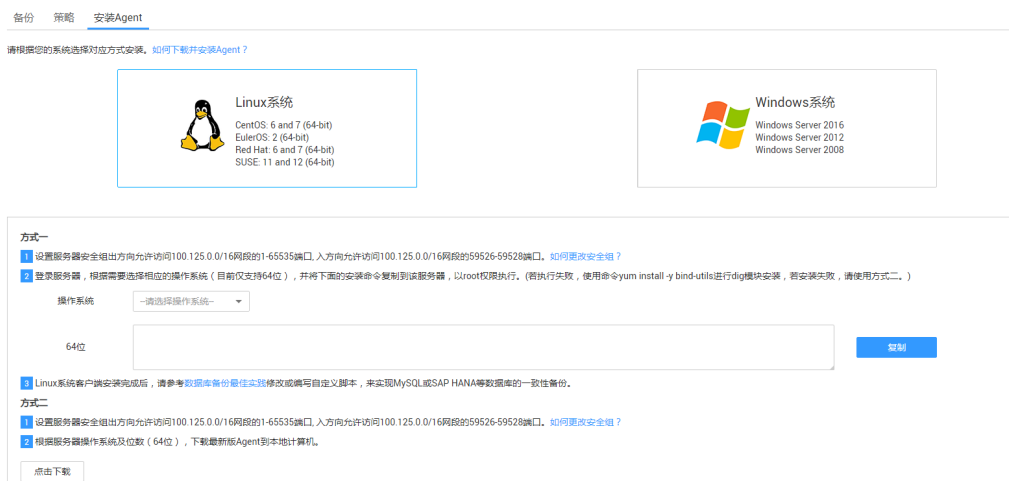 备份 策略 安装Agent
请根据您的系统选择对应方式安装。如何下载并安装Agent？
Linux系统
CentOS: 6 and 7 (64-bit)
EulerOS: 2 (64-bit)
Red Hat: 6 and 7 (64-bit)
SUSE: 11 and 12 (64-bit)
Windows系统
Windows Server 2016
Windows Server 2012
Windows Server 2008
方式一
1 设置服务器安全组出方向允许访问100.125.0.0/16网段的1-65535端口, 入方向允许访问100.125.0.0/16网段的59526-59528端口。如何更改安全组？
2 登录服务器，根据需要选择相应的操作系统（目前仅支持64位），并将下面的安装命令复制到该服务器，以root权限执行。(若执行失败，使用命令yum install -y bind-utils进行dig模块安装，若安装失败，请使用方式二。)
操作系统 --请选择操作系统--
64位 复制
3 Linux系统客户端安装完成后，请参考数据库备份最佳实践修改或编写自定义脚本，来实现MySQL或SAP HANA等数据库的一致性备份。
方式二
1 设置服务器安全组出方向允许访问100.125.0.0/16网段的1-65535端口, 入方向允许访问100.125.0.0/16网段的59526-59528端口。如何更改安全组？
2 根据服务器操作系统及位数（64位），下载最新版Agent到本地计算机。
点击下载